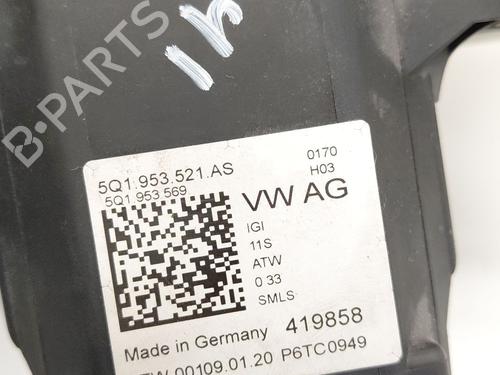 B-PARTS
5Q1.953.521.AS
5Q1 953 569
0170
H03
VW AG
IGI
11S
ATW
0 33
SMLS
Made in Germany 419858
00109.01.20 P6TC0949